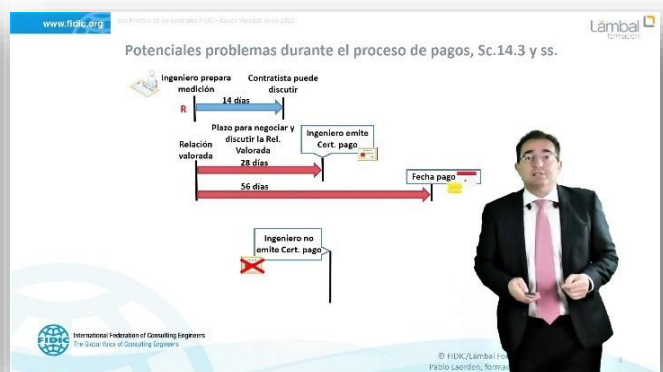 www.fidic.org
Lámbal
formación
Potenciales problemas durante el proceso de pagos, Sc.14.3 y ss.
Ingeniero prepara
medición
Contratista puede
discutir
R
14 días
Relación
valorada
Plazo para negociar y
discutir la Rel.
Valorada
28 días
Ingeniero emite
Cert. pago
56 días
Fecha pago
Ingeniero no
emite Cert. pago
FIDIC
International Federation of Consulting Engineers
The Global Voice of Consulting Engineers
© FIDIC/Lámbal
Pablo Laorden, formac